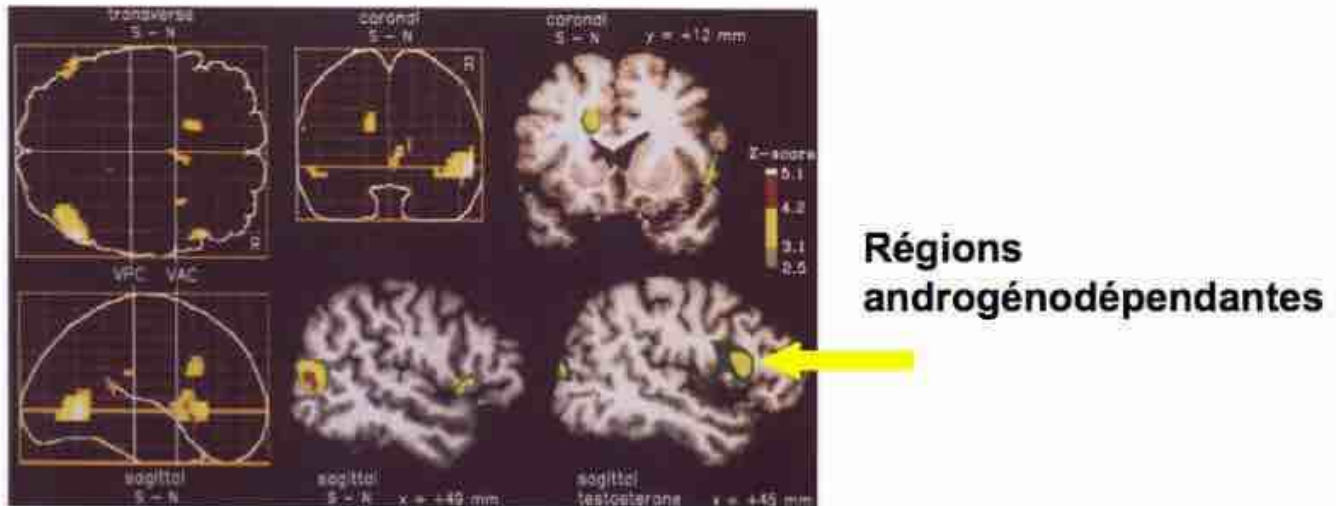 transverse
S - N
coronal
S - N
coronal
S - N y = +12 mm
R
R
Z-score
5.1
4.2
3.1
2.5
VPC VAC
Régions
androgénodépendantes
sagittal
S - N
sagittal
S - N x = +49 mm
sagittal
testosterone x = +45 mm